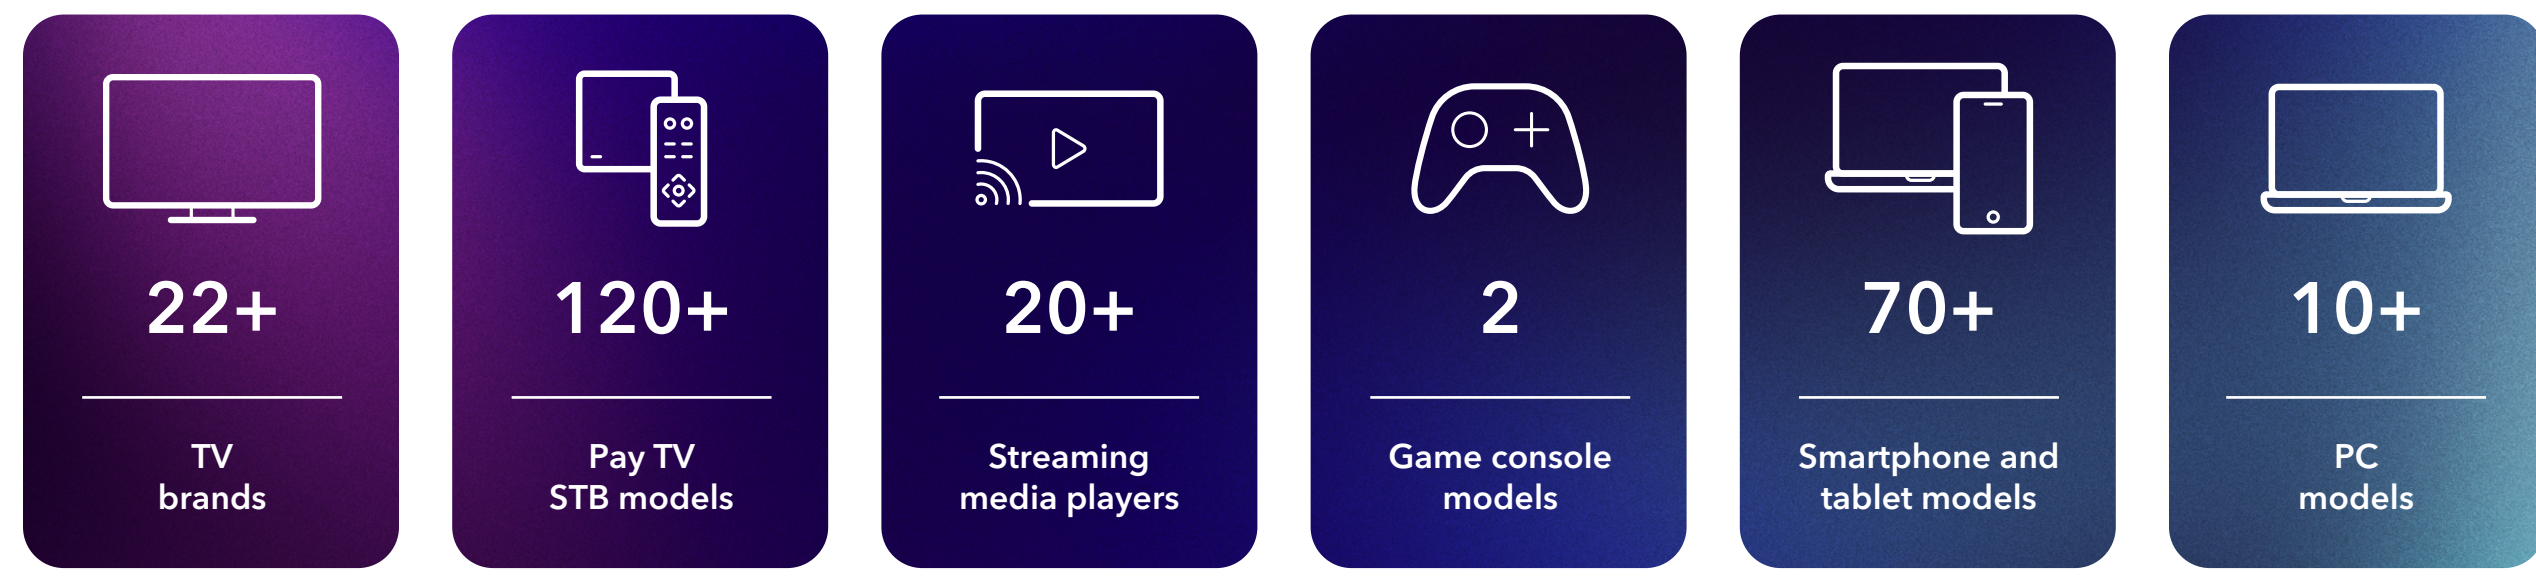 22+
TV
brands
120+
Pay TV
STB models
20+
Streaming
media players
2
Game console
models
70+
Smartphone and
tablet models
10+
PC
models